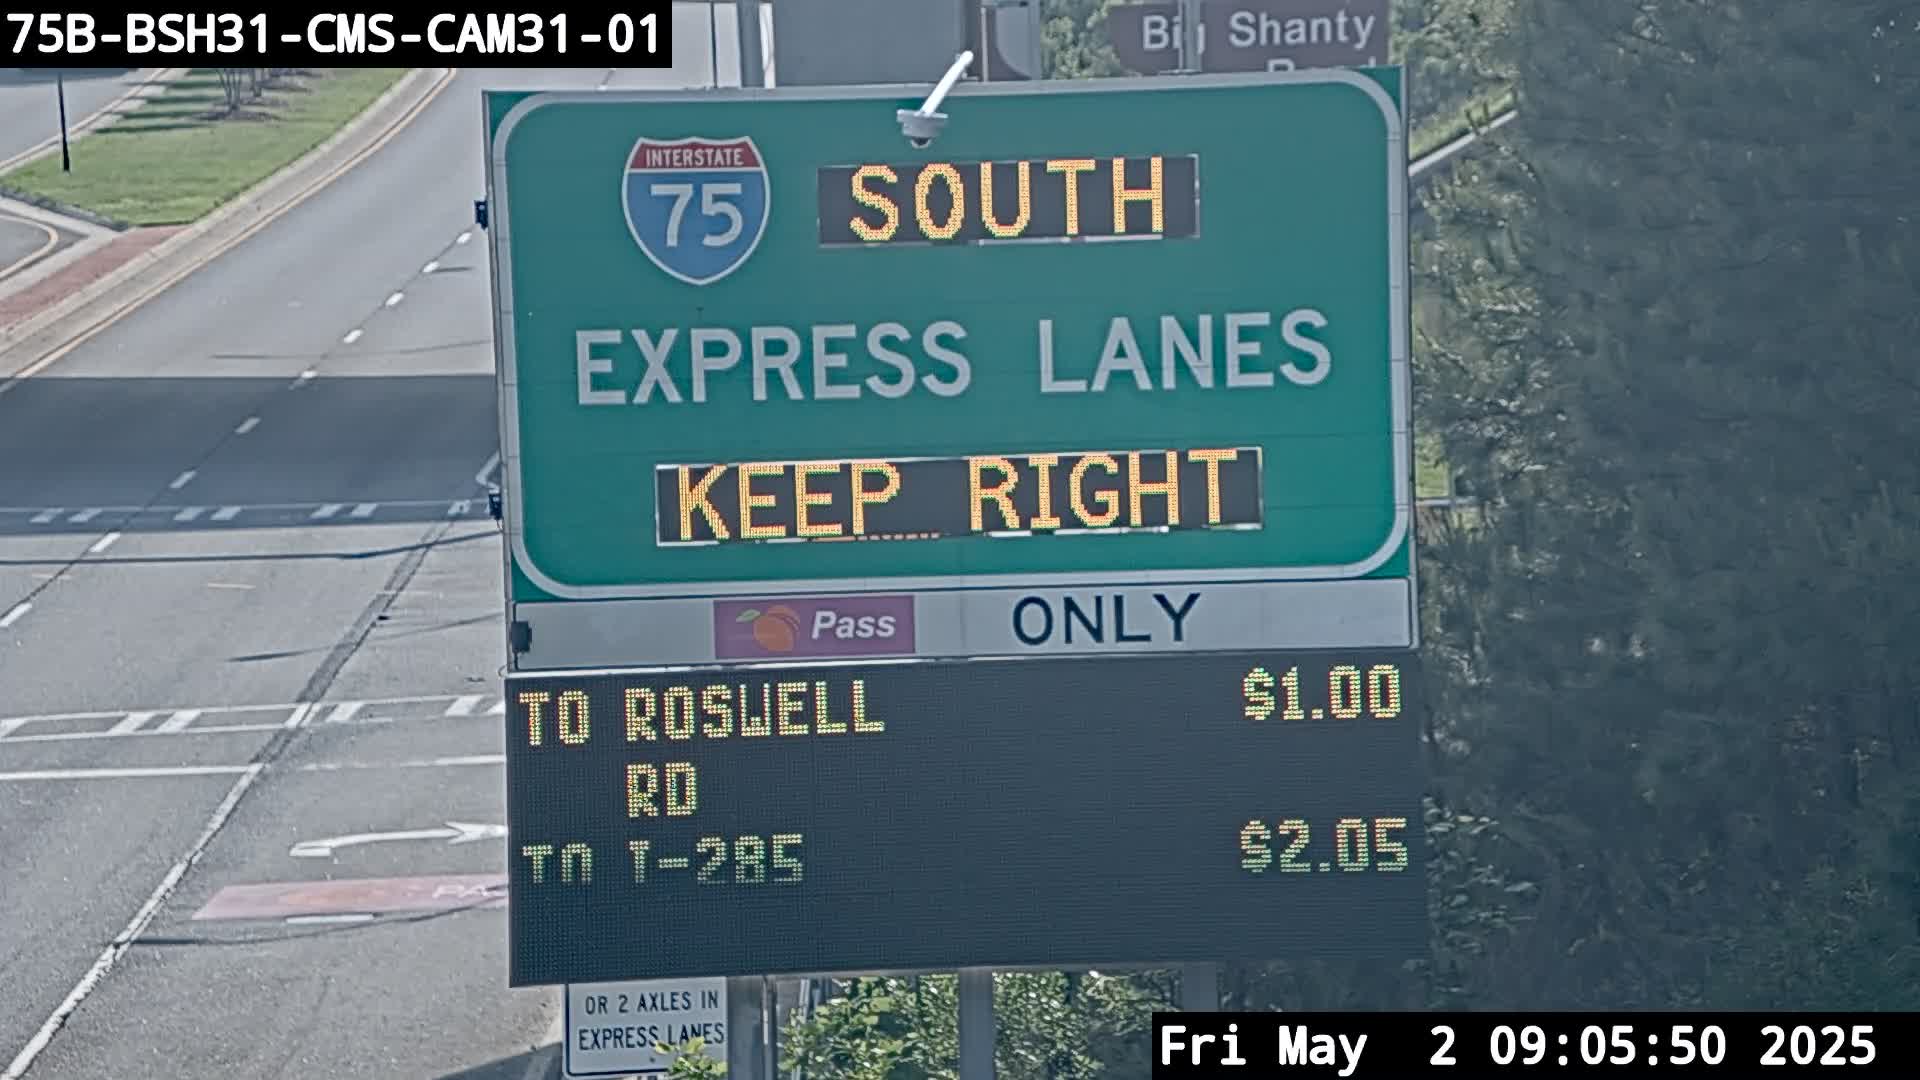 75B-BSH31-CMS-CAM31-01
Big Shanty
Road
INTERSTATE
75
SOUTH
EXPRESS LANES
KEEP RIGHT
Pass
ONLY
TO ROSWELL $1.00
RD
TO I-285 $2.05
OR 2 AXLES IN
EXPRESS LANES
Fri May 2 09:05:50 2025